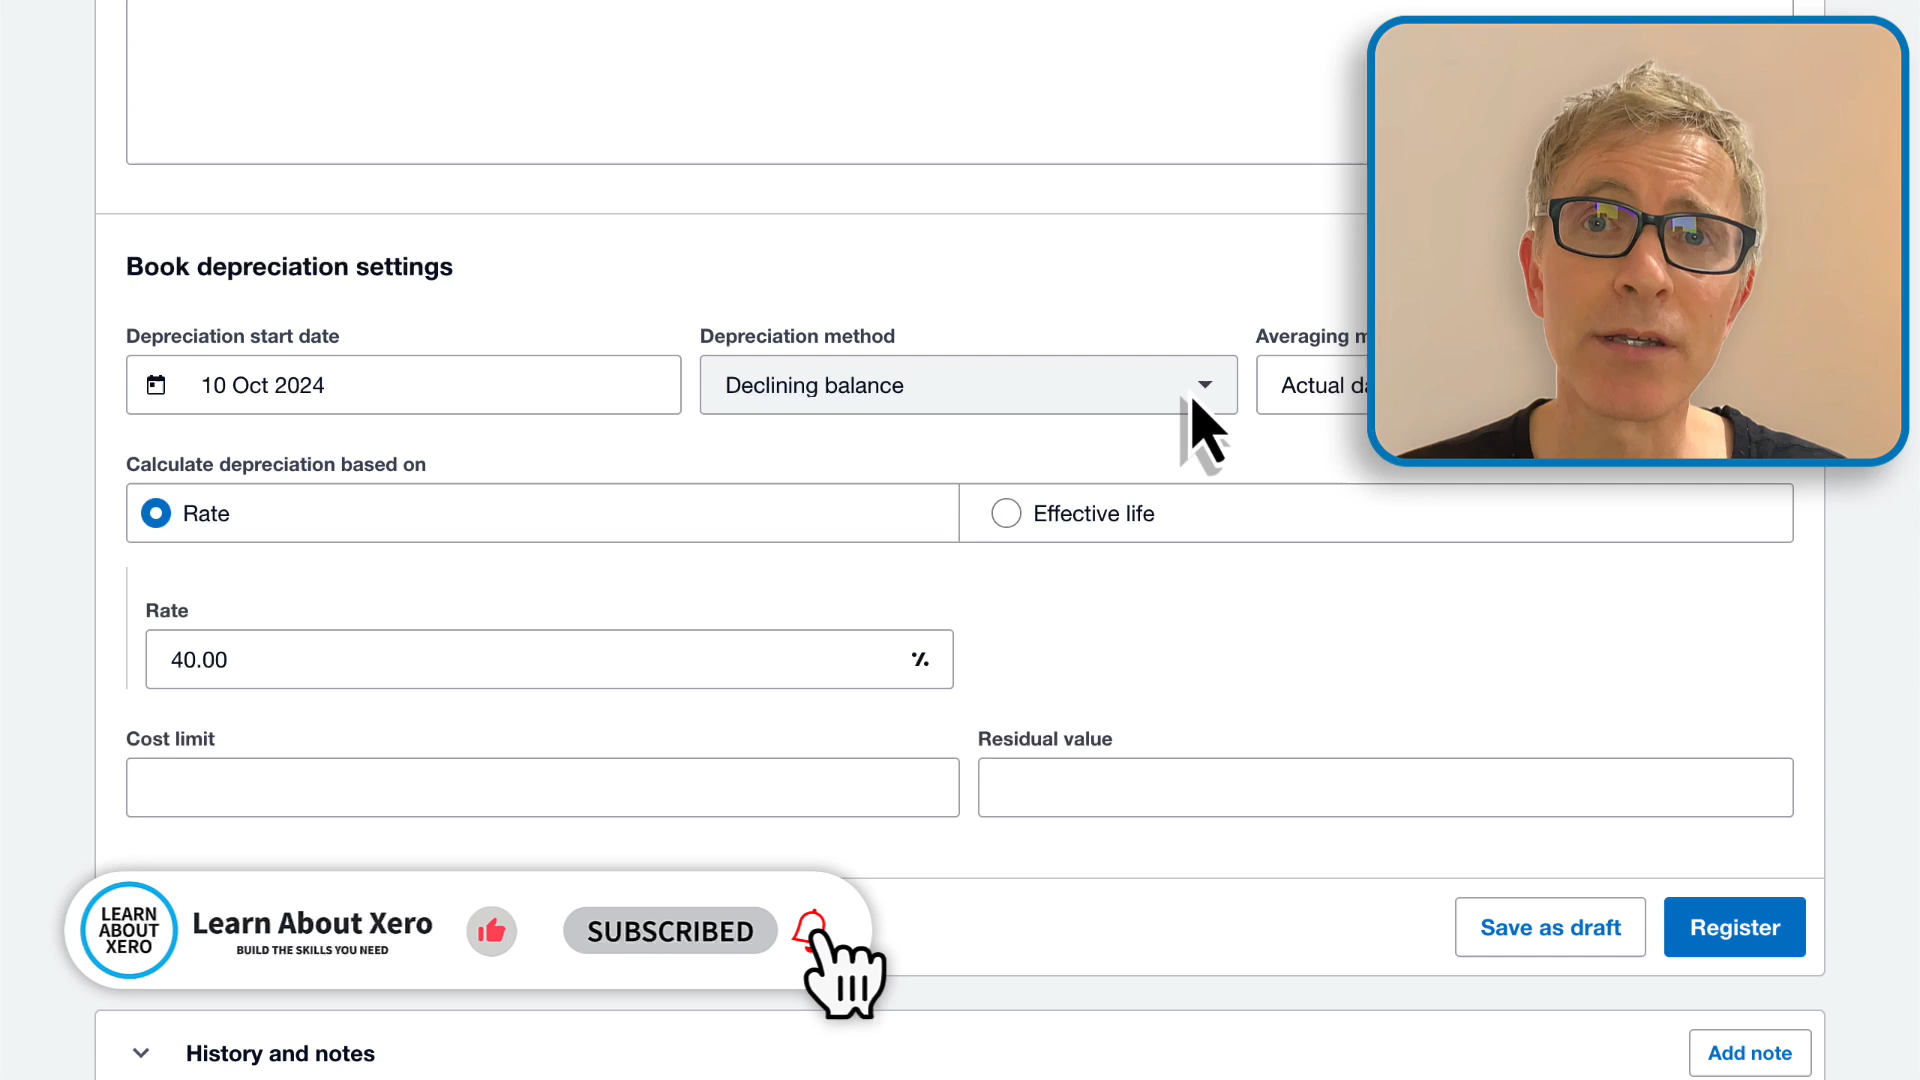 Book depreciation settings
Depreciation start date
Depreciation method
Averaging m
10 Oct 2024
Declining balance
Actual da
Calculate depreciation based on
Rate
Effective life
Rate
40.00
%
Cost limit
Residual value
LEARN
ABOUT
XERO
Learn About Xero
BUILD THE SKILLS YOU NEED
SUBSCRIBED
Save as draft
Register
History and notes
Add note